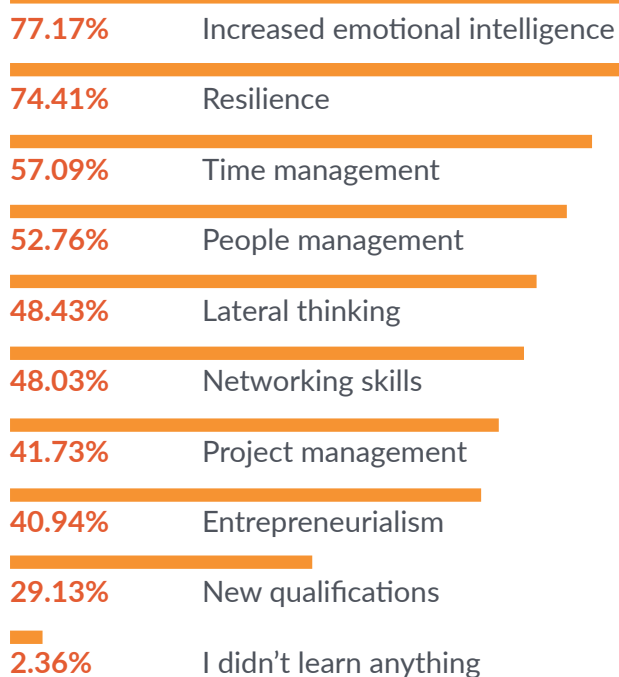 77.17% Increased emotional intelligence
74.41% Resilience
57.09% Time management
52.76% People management
48.43% Lateral thinking
48.03% Networking skills
41.73% Project management
40.94% Entrepreneurialism
29.13% New qualifications
2.36% I didn’t learn anything